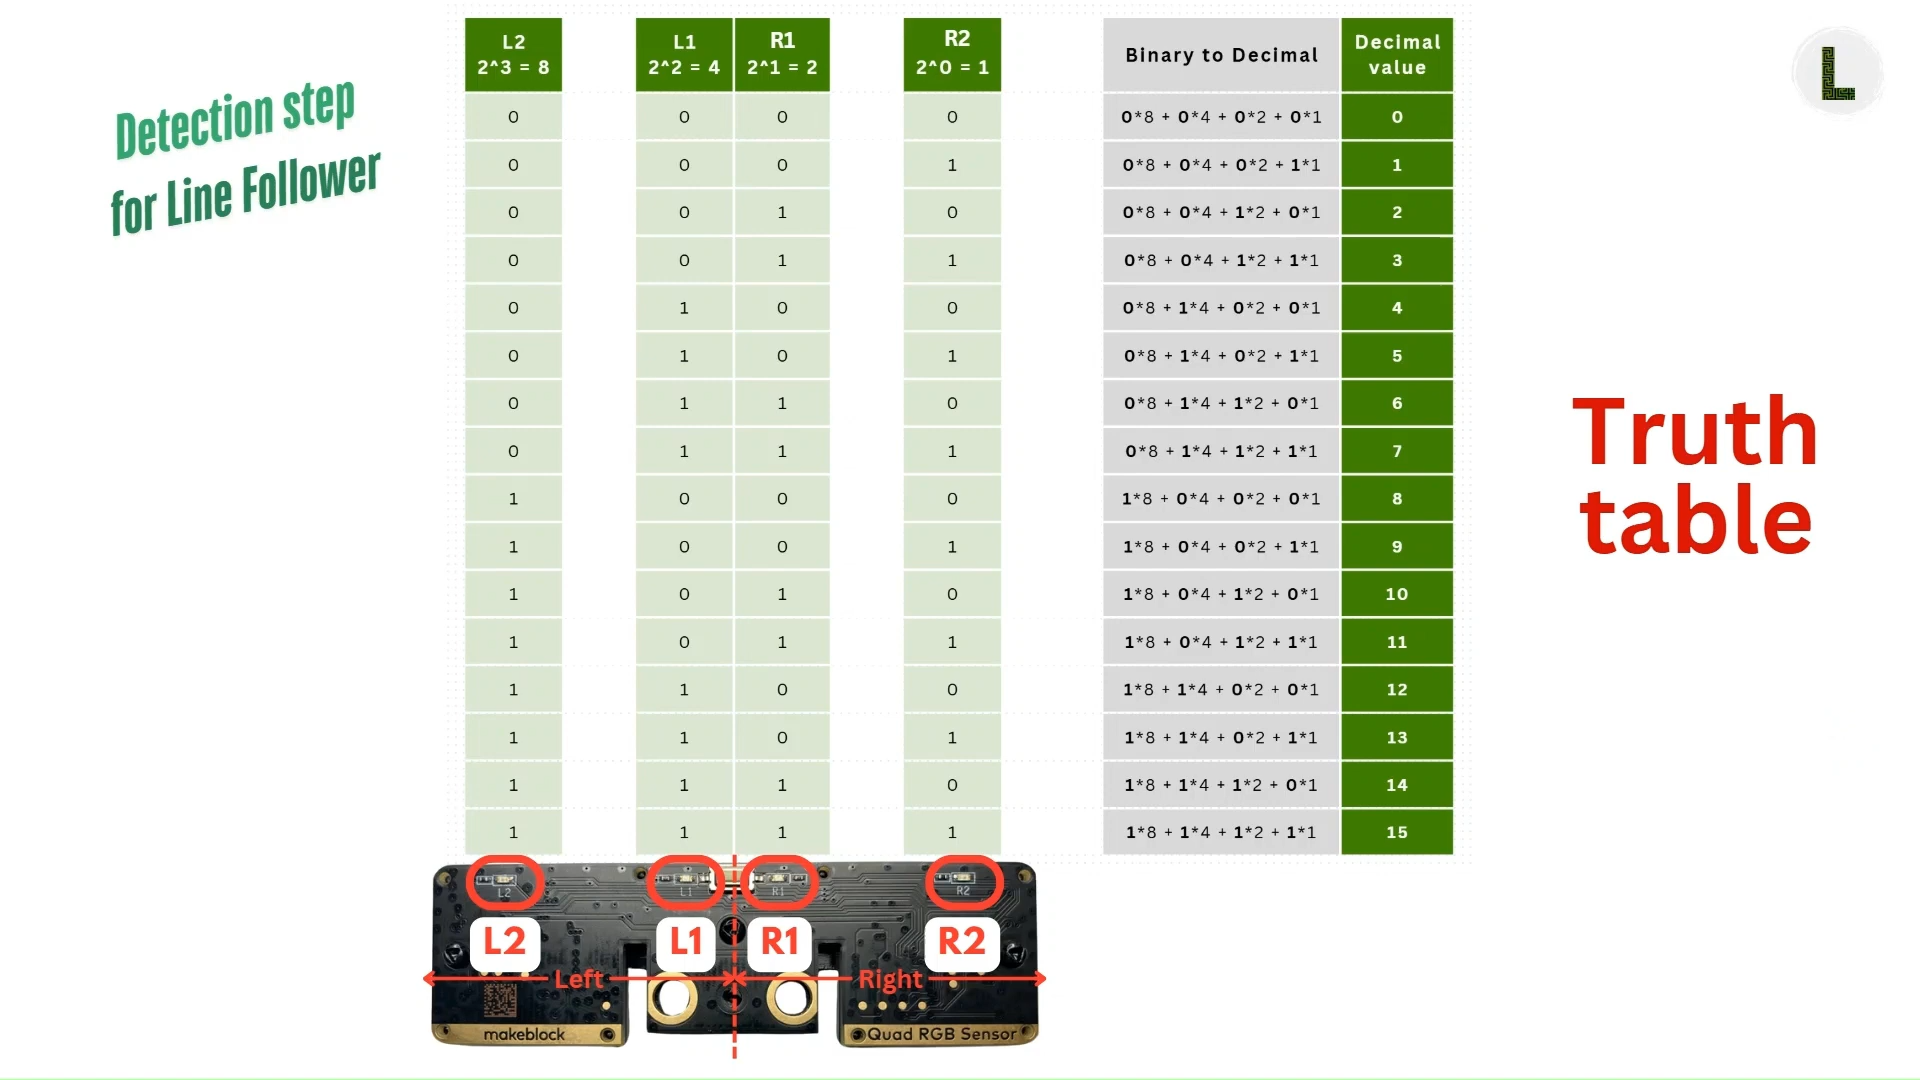 Detection step
for Line Follower
L2 L1 R1 R2 Binary to Decimal Decimal
2^3 = 8 2^2 = 4 2^1 = 2 2^0 = 1 value
0 0 0 0 0*8 + 0*4 + 0*2 + 0*1 0
0 0 0 1 0*8 + 0*4 + 0*2 + 1*1 1
0 0 1 0 0*8 + 0*4 + 1*2 + 0*1 2
0 0 1 1 0*8 + 0*4 + 1*2 + 1*1 3
0 1 0 0 0*8 + 1*4 + 0*2 + 0*1 4
0 1 0 1 0*8 + 1*4 + 0*2 + 1*1 5
0 1 1 0 0*8 + 1*4 + 1*2 + 0*1 6
0 1 1 1 0*8 + 1*4 + 1*2 + 1*1 7
1 0 0 0 1*8 + 0*4 + 0*2 + 0*1 8
1 0 0 1 1*8 + 0*4 + 0*2 + 1*1 9
1 0 1 0 1*8 + 0*4 + 1*2 + 0*1 10
1 0 1 1 1*8 + 0*4 + 1*2 + 1*1 11
1 1 0 0 1*8 + 1*4 + 0*2 + 0*1 12
1 1 0 1 1*8 + 1*4 + 0*2 + 1*1 13
1 1 1 0 1*8 + 1*4 + 1*2 + 0*1 14
1 1 1 1 1*8 + 1*4 + 1*2 + 1*1 15
L2 L1 R1 R2
L2 L1 R1 R2
Left Right
makeblock Quad RGB Sensor
Truth
table
L